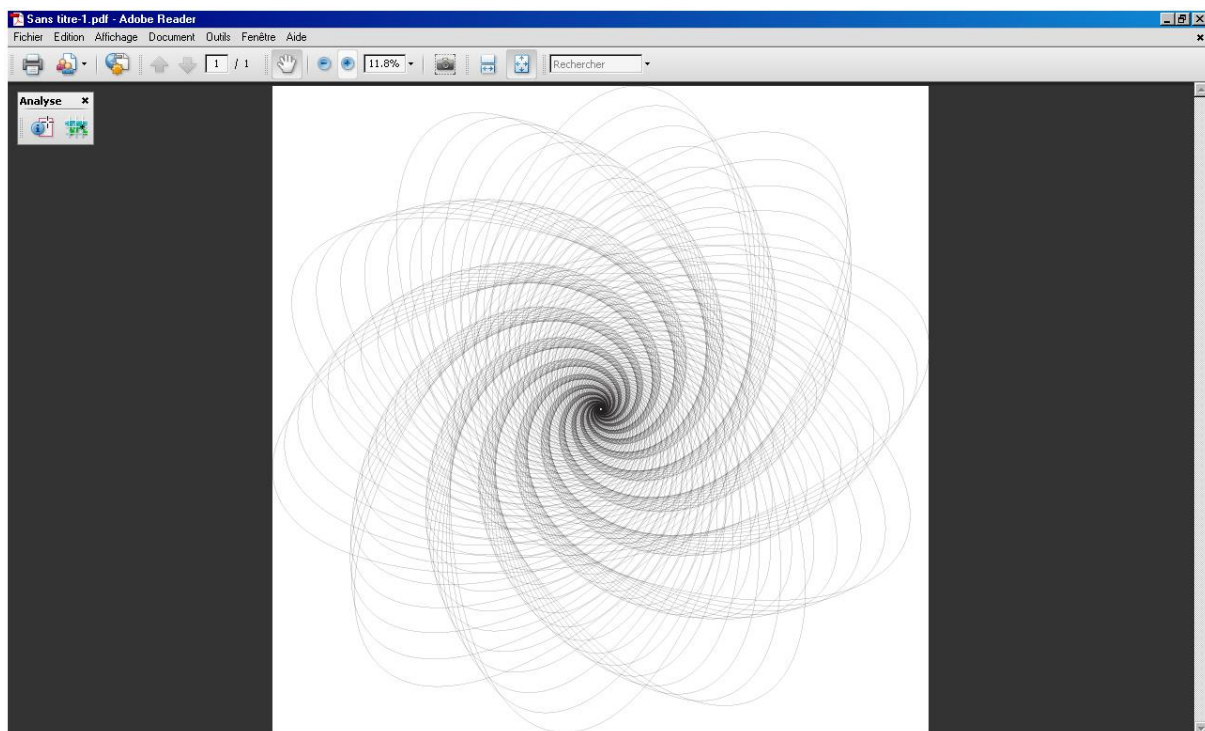 Sans titre-1.pdf - Adobe Reader
Fichier Edition Affichage Document Outils Fenêtre Aide
1 / 1 11.8% Rechercher
Analyse